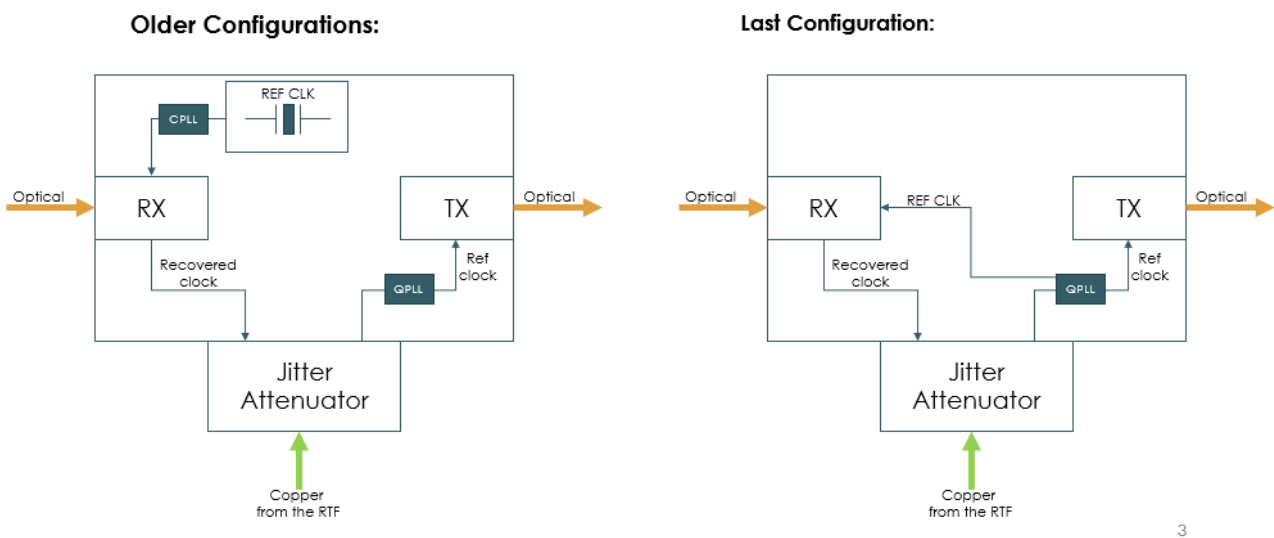 Older Configurations:
REF CLK
CPLL
Optical
RX
TX
Optical
Recovered
clock
Ref
clock
QPLL
Jitter
Attenuator
Copper
from the RTF
Last Configuration:
Optical
RX
REF CLK
TX
Optical
Recovered
clock
Ref
clock
QPLL
Jitter
Attenuator
Copper
from the RTF
3